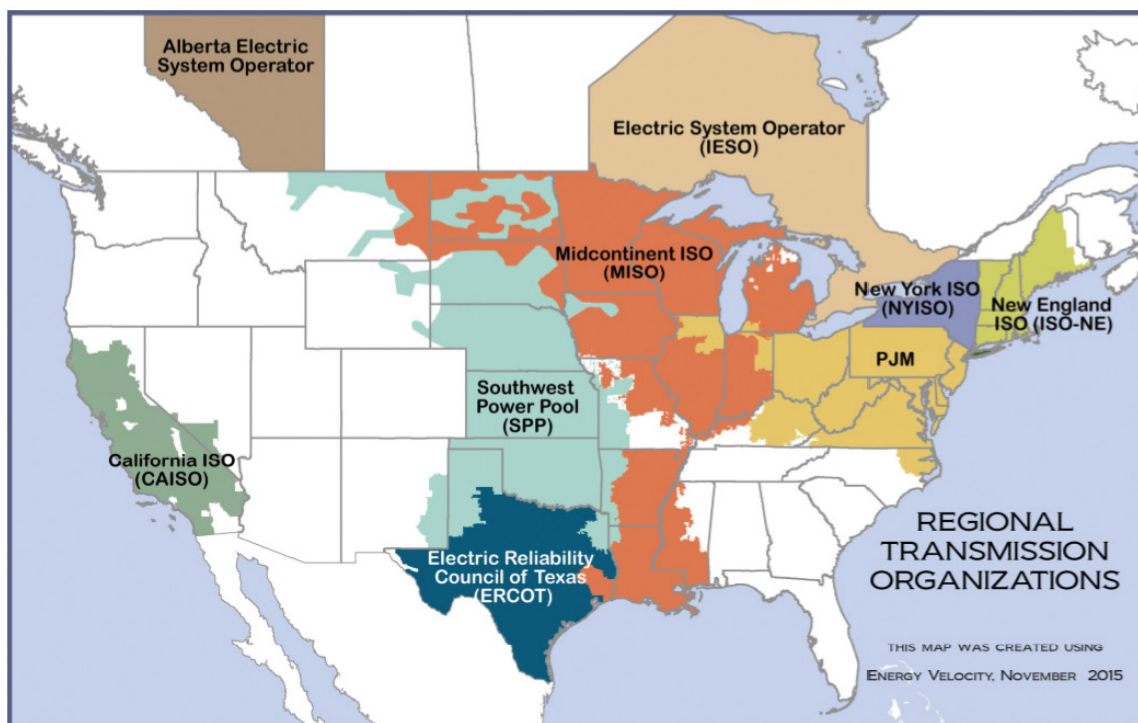 Alberta Electric
System Operator
Electric System Operator
(IESO)
Midcontinent ISO
(MISO)
New York ISO
(NYISO)
New England
ISO (ISO-NE)
PJM
Southwest
Power Pool
(SPP)
California ISO
(CAISO)
Electric Reliability
Council of Texas
(ERCOT)
REGIONAL
TRANSMISSION
ORGANIZATIONS
THIS MAP WAS CREATED USING
ENERGY VELOCITY, NOVEMBER 2015